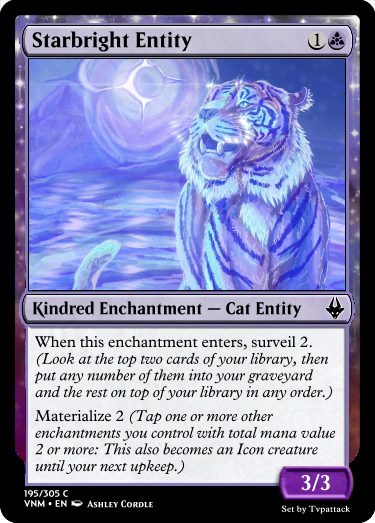 Starbright Entity 1
Kindred Enchantment — Cat Entity
When this enchantment enters, surveil 2.
(Look at the top two cards of your library, then
put any number of them into your graveyard
and the rest on top of your library in any order.)
Materialize 2 (Tap one or more other
enchantments you control with total mana value
2 or more: This also becomes an Icon creature
until your next upkeep.)
3/3
195/305 C
VNM • EN Ashley Cordle
Set by Tvpattack